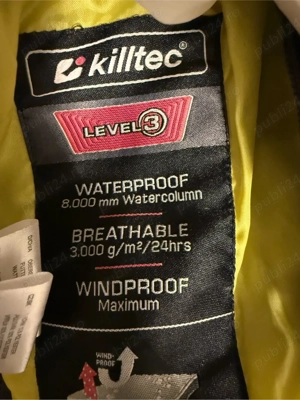 killtec®
LEVEL 3
WATERPROOF
8.000 mm Watercolumn
BREATHABLE
3.000 g/m²/24hrs
WINDPROOF
Maximum
WIND-
PROOF